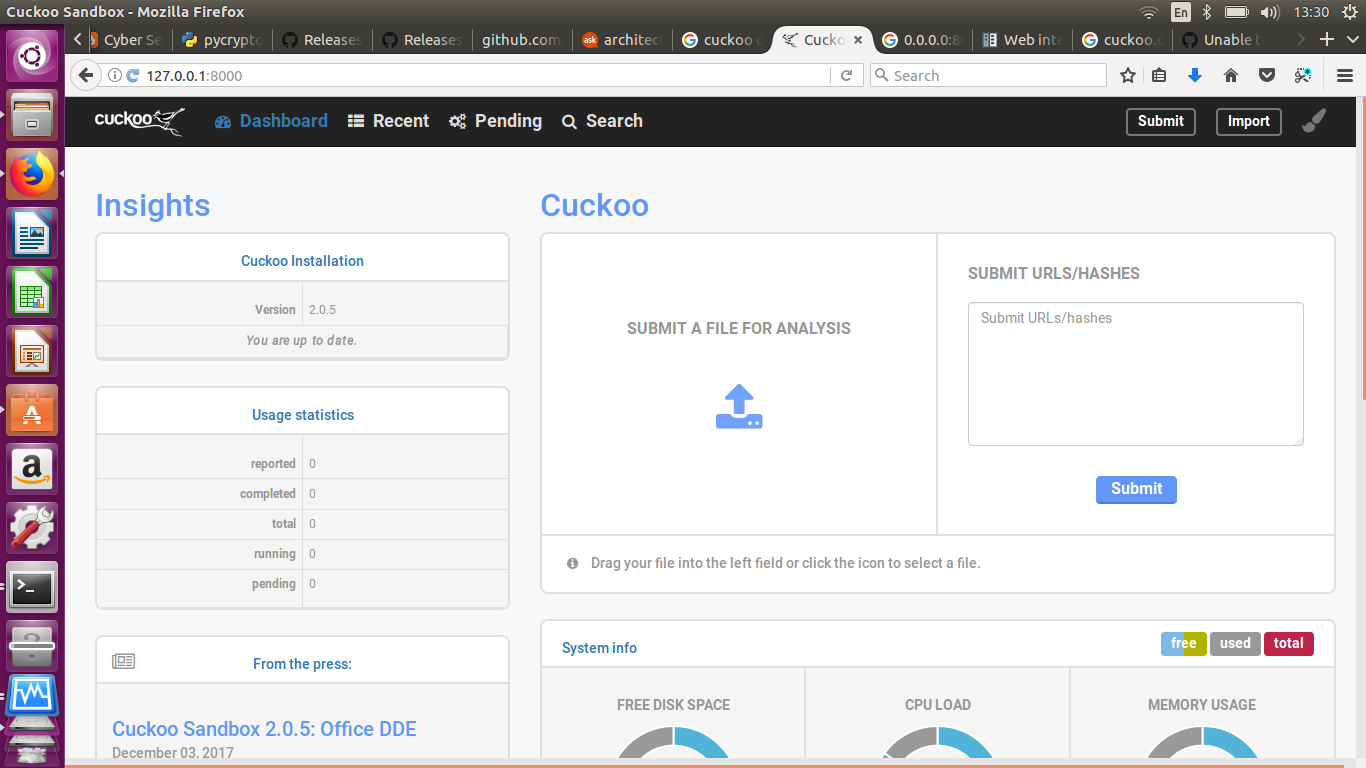 Cuckoo Sandbox - Mozilla Firefox
En
13:30
Cyber Se
pycrypto
Releases
Releases
github.com
ask
architect
cuckoo
Cucko
0.0.0.0:8
Web inte
cuckoo.c
Unable t
127.0.0.1:8000
Search
cuckoo
Dashboard
Recent
Pending
Search
Submit
Import
Insights
Cuckoo Installation
Version 2.0.5
You are up to date.
Usage statistics
reported 0
completed 0
total 0
running 0
pending 0
From the press:
Cuckoo Sandbox 2.0.5: Office DDE
December 03, 2017
Cuckoo
SUBMIT A FILE FOR ANALYSIS
SUBMIT URLS/HASHES
Submit URLs/hashes
Submit
Drag your file into the left field or click the icon to select a file.
System info
free used total
FREE DISK SPACE
CPU LOAD
MEMORY USAGE